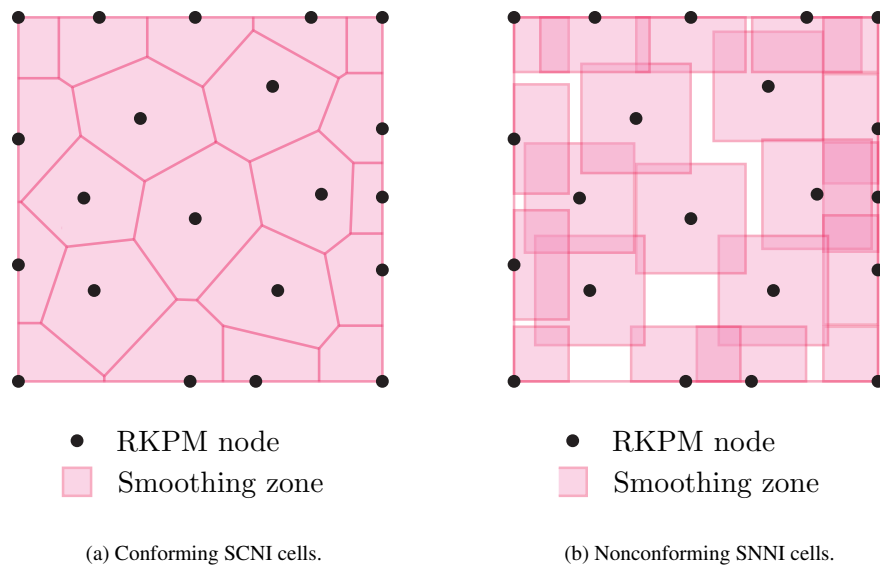 RKPM node
Smoothing zone
(a) Conforming SCNI cells.
RKPM node
Smoothing zone
(b) Nonconforming SNNI cells.